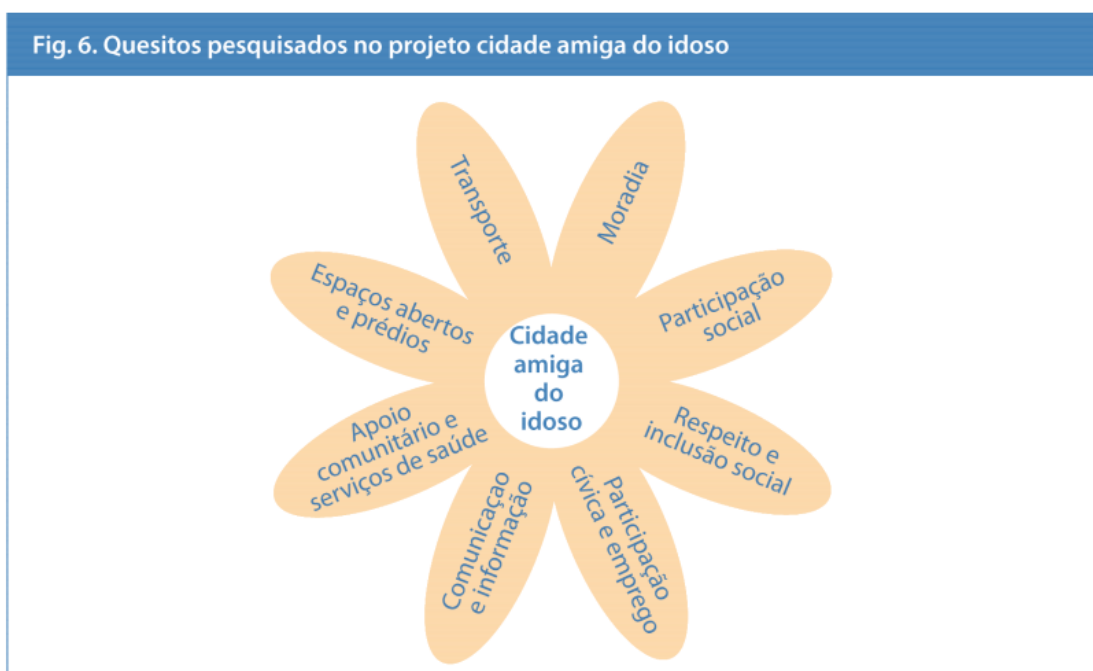 Fig. 6. Quesitos pesquisados no projeto cidade amiga do idoso
Transporte
Moradia
Participação
social
Respeito e
inclusão social
Participação
cívica e emprego
Comunicaçao
e informação
Apoio
comunitário e
serviços de saúde
Espaços abertos
e prédios
Cidade
amiga
do
idoso